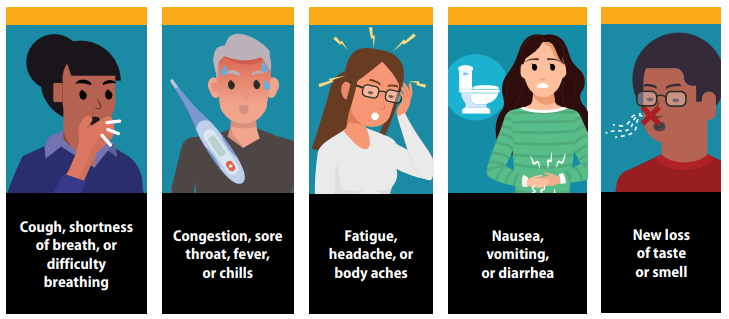 Cough, shortness
of breath, or
difficulty
breathing
Congestion, sore
throat, fever,
or chills
Fatigue,
headache, or
body aches
Nausea,
vomiting,
or diarrhea
New loss
of taste
or smell